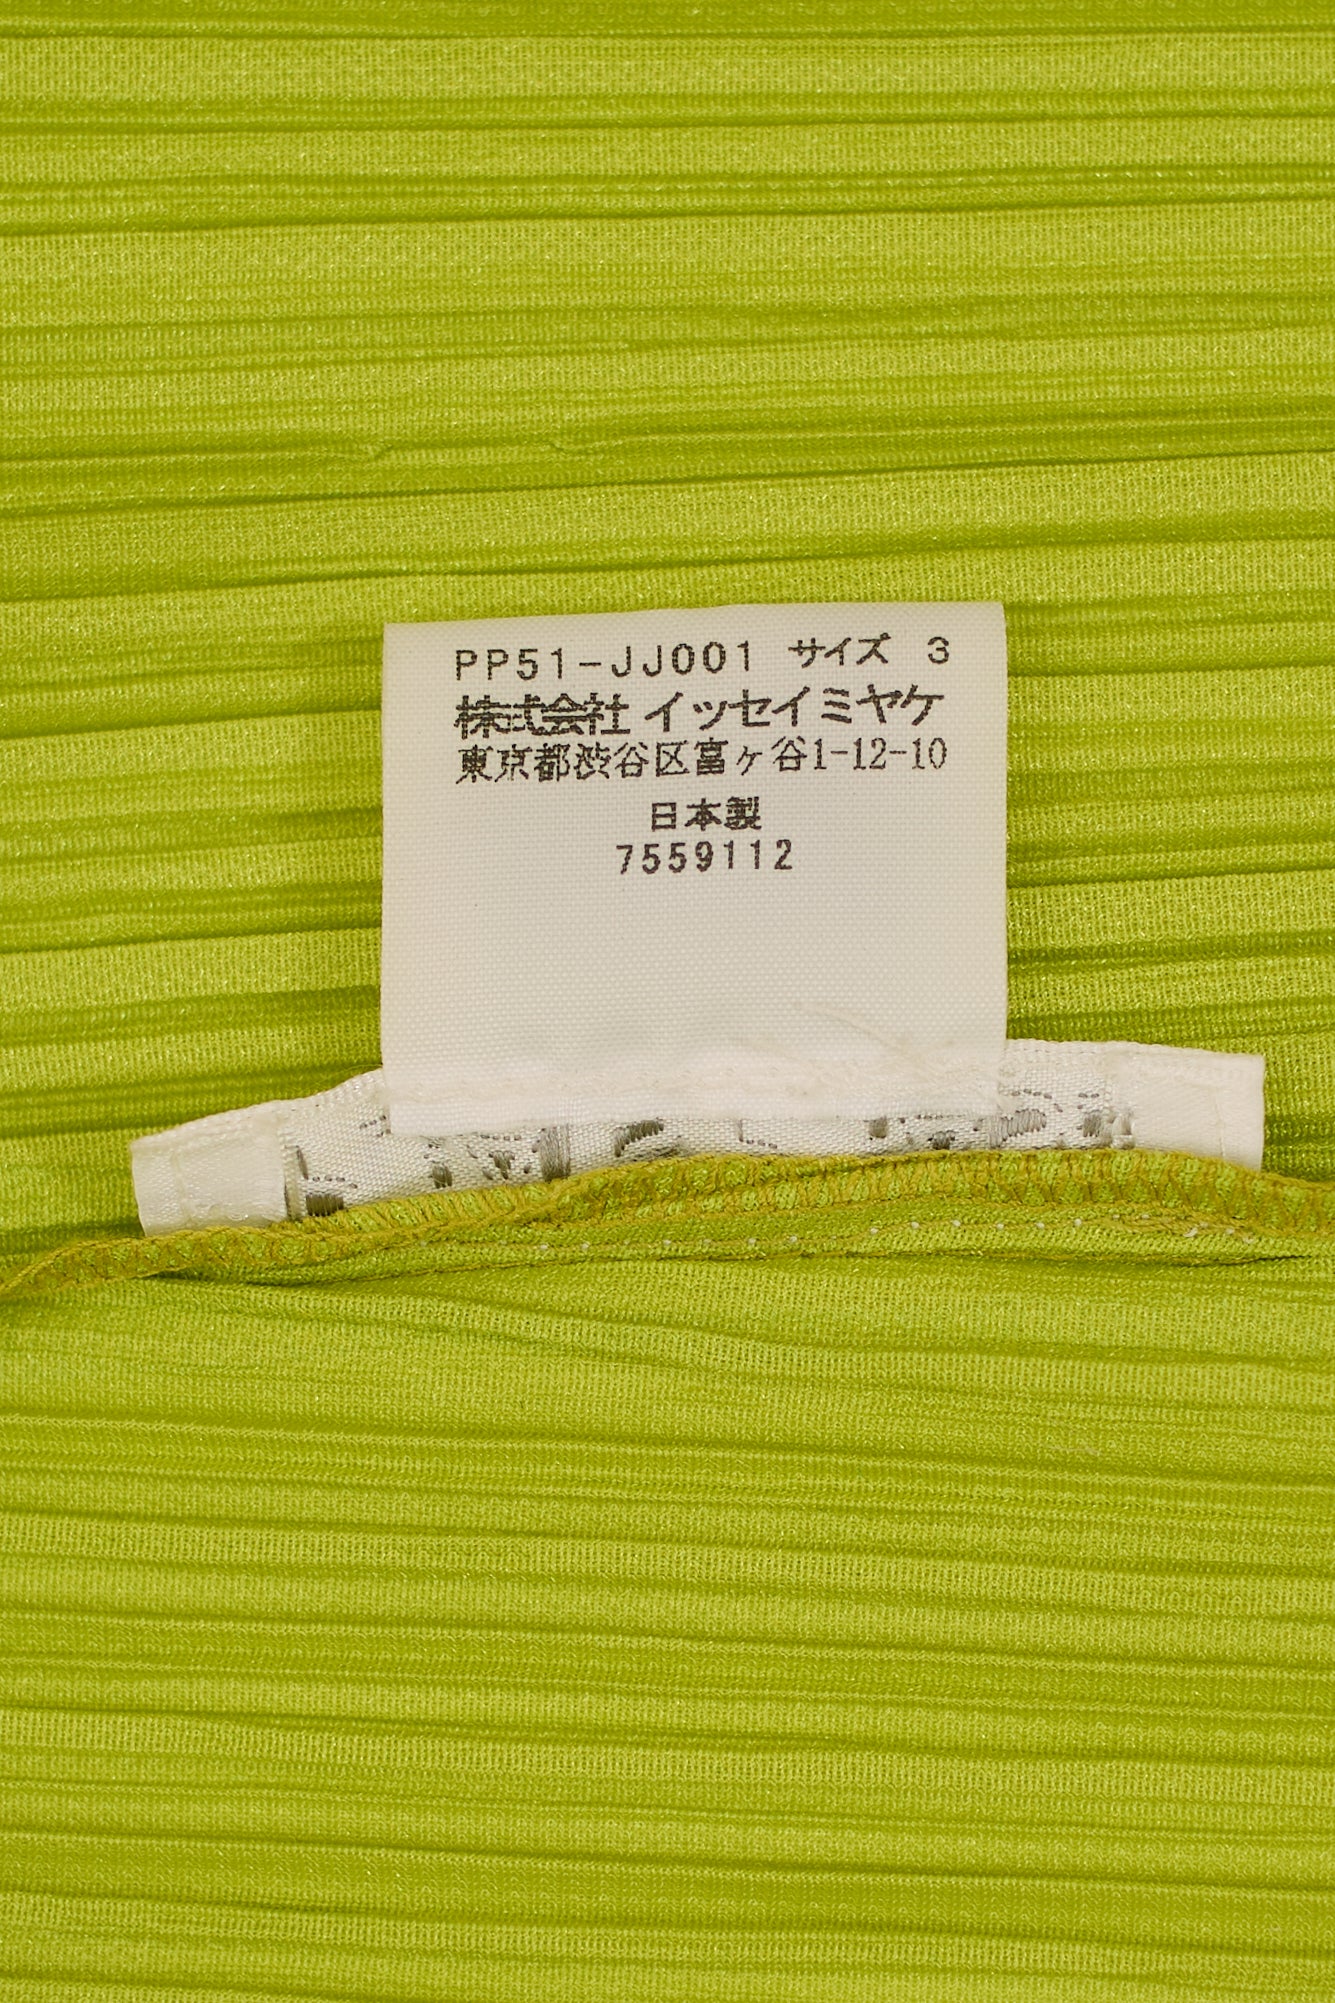 PP51-JJ001 サイズ 3
株式会社 イッセイミヤケ
東京都渋谷区富ヶ谷1-12-10
日本製
7559112